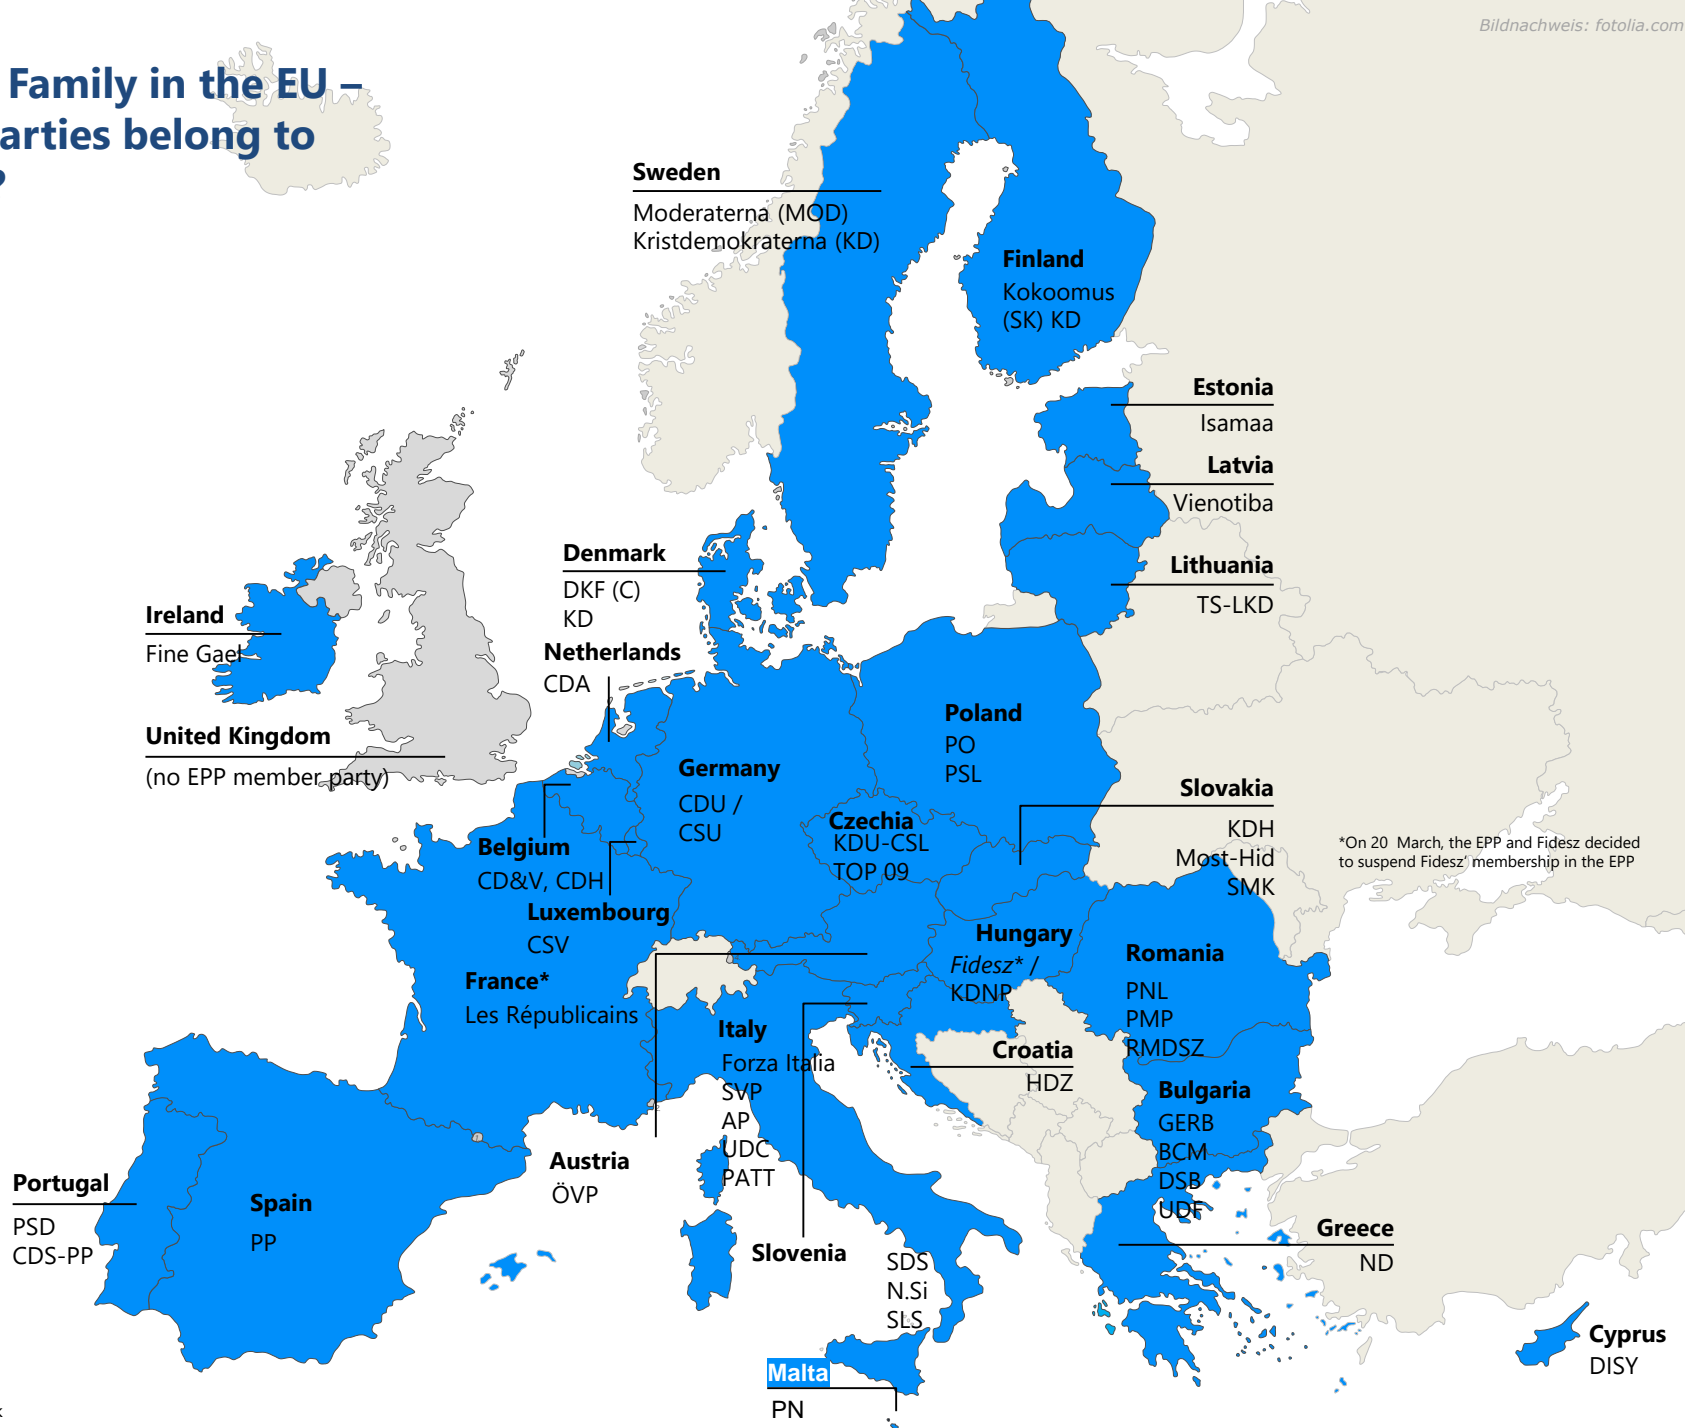 Bildnachweis: fotolia.com
Family in the EU –
arties belong to
?
Sweden
Moderaterna (MOD)
Kristdemokraterna (KD)
Finland
Kokoomus
(SK) KD
Estonia
Isamaa
Latvia
Vienotiba
Lithuania
TS-LKD
Denmark
DKF (C)
KD
Ireland
Fine Gael
Netherlands
CDA
United Kingdom
(no EPP member party)
Poland
PO
PSL
Germany
CDU /
CSU
Slovakia
KDH
Most-Hid
SMK
Czechia
KDU-CSL
TOP 09
*On 20 March, the EPP and Fidesz decided
to suspend Fidesz' membership in the EPP
Belgium
CD&V, CDH
Luxembourg
CSV
Hungary
Fidesz* /
KDNP
Romania
PNL
PMP
RMDSZ
France*
Les Républicains
Italy
Forza Italia
SVP
AP
UDC
PATT
Croatia
HDZ
Bulgaria
GERB
BCM
DSB
UDF
Austria
ÖVP
Portugal
PSD
CDS-PP
Spain
PP
Slovenia
SDS
N.Si
SLS
Greece
ND
Cyprus
DISY
Malta
PN